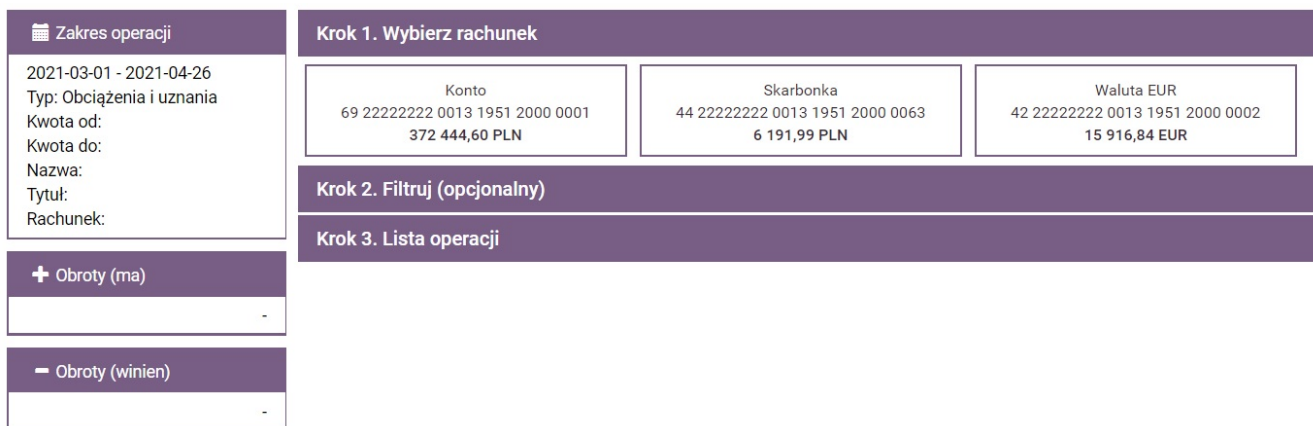 Zakres operacji
2021-03-01 - 2021-04-26
Typ: Obciążenia i uznania
Kwota od:
Kwota do:
Nazwa:
Tytuł:
Rachunek:
Obroty (ma)
-
Obroty (winien)
-
Krok 1. Wybierz rachunek
Konto
69 22222222 0013 1951 2000 0001
372 444,60 PLN
Skarbonka
44 22222222 0013 1951 2000 0063
6 191,99 PLN
Waluta EUR
42 22222222 0013 1951 2000 0002
15 916,84 EUR
Krok 2. Filtruj (opcjonalny)
Krok 3. Lista operacji